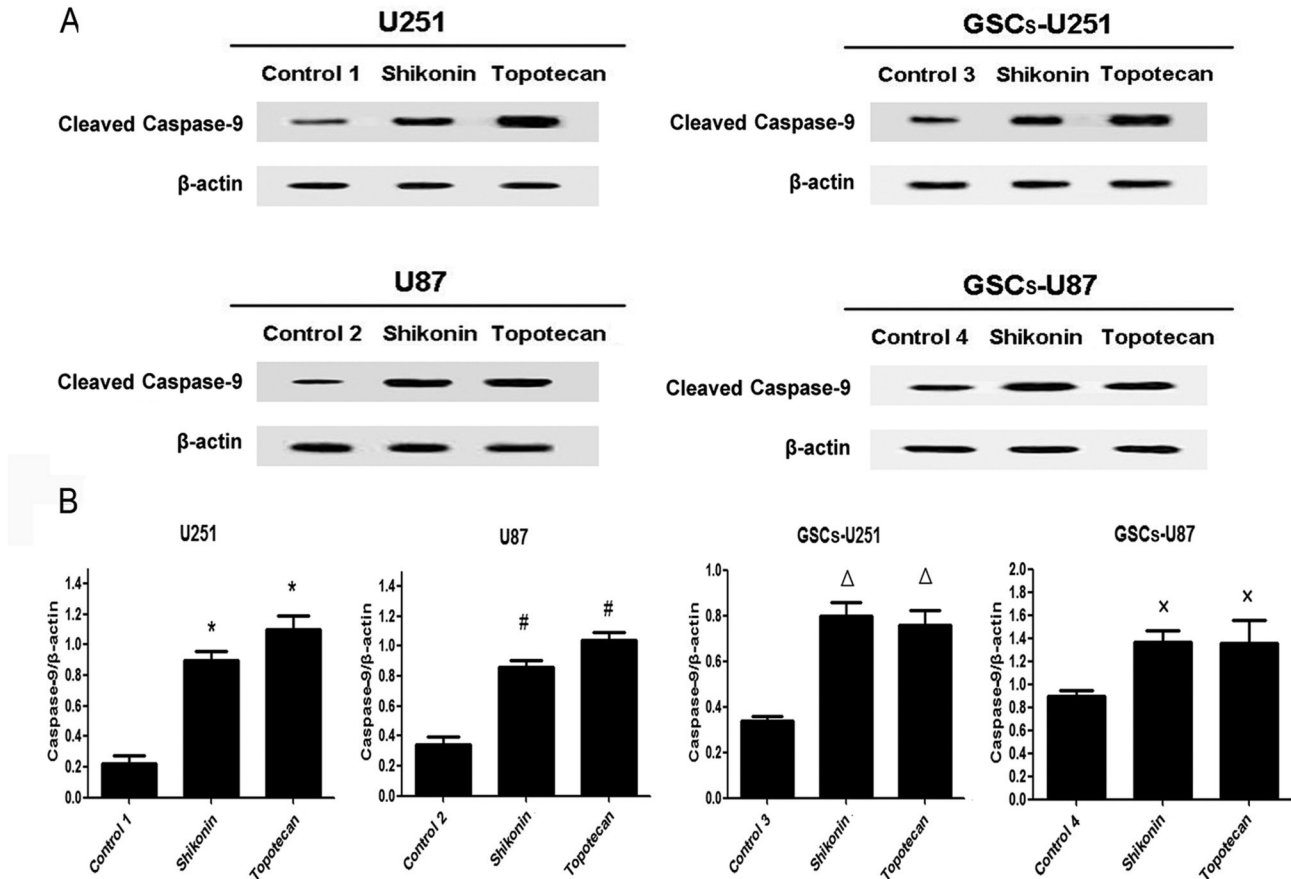 A
U251
Control 1 Shikonin Topotecan
Cleaved Caspase-9
β-actin
GSCs-U251
Control 3 Shikonin Topotecan
Cleaved Caspase-9
β-actin
U87
Control 2 Shikonin Topotecan
Cleaved Caspase-9
β-actin
GSCs-U87
Control 4 Shikonin Topotecan
Cleaved Caspase-9
β-actin
B
U251
Caspase-9/β-actin
1.4
1.2
1.0
0.8
0.6
0.4
0.2
0.0
*
*
Control 1
Shikonin
Topotecan
U87
Caspase-9/β-actin
1.4
1.2
1.0
0.8
0.6
0.4
0.2
0.0
#
#
Control 2
Shikonin
Topotecan
GSCs-U251
Caspase-9/β-actin
1.0
0.8
0.6
0.4
0.2
0.0
△
△
Control 3
Shikonin
Topotecan
GSCs-U87
Caspase-9/β-actin
2.0
1.8
1.6
1.4
1.2
1.0
0.8
0.6
0.4
0.2
0.0
×
×
Control 4
Shikonin
Topotecan